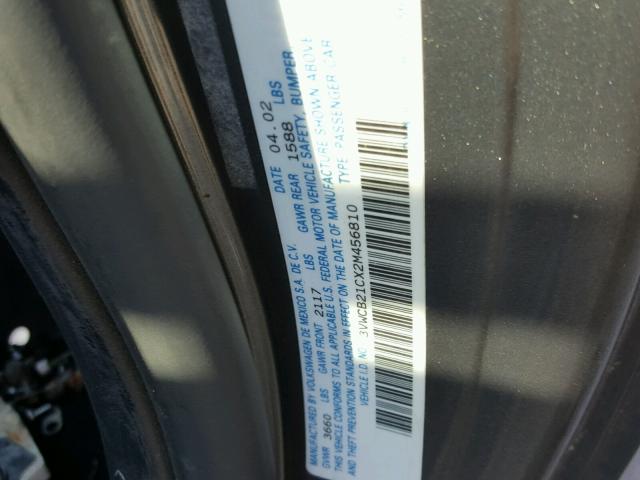 MANUFACTURED BY VOLKSWAGEN DE MEXICO S.A. DE C.V. DATE 04.02
GVWR 3660 LBS GAWR FRONT 2117 LBS GAWR REAR 1588 LBS
THIS VEHICLE CONFORMS TO ALL APPLICABLE U.S. FEDERAL MOTOR VEHICLE SAFETY, BUMPER
AND THEFT PREVENTION STANDARDS IN EFFECT ON THE DATE OF MANUFACTURE SHOWN ABOVE
VEHICLE I.D. NO. 3VWCB21CX2M456810 TYPE PASSENGER CAR